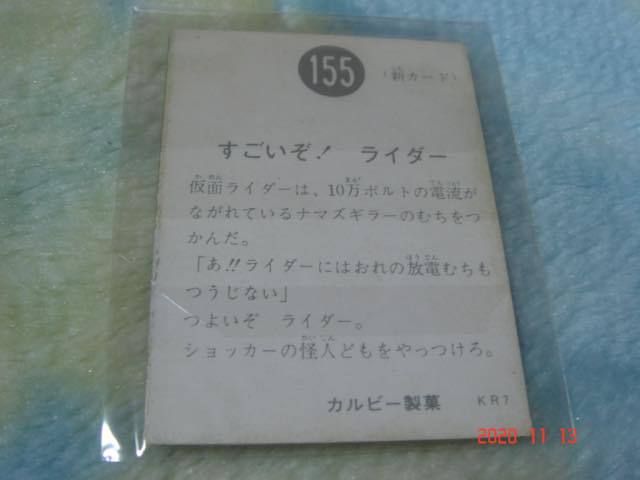 155
(新カード)
すごいぞ! ライダー
仮面ライダーは、10万ボルトの電流が
ながれているナマズギラーのむちをつ
かんだ。
「あ!!ライダーにはおれの放電むちも
つうじない」
つよいぞ ライダー。
ショッカーの怪人どもをやっつけろ。
カルビー製菓 KR7
2020 11 13